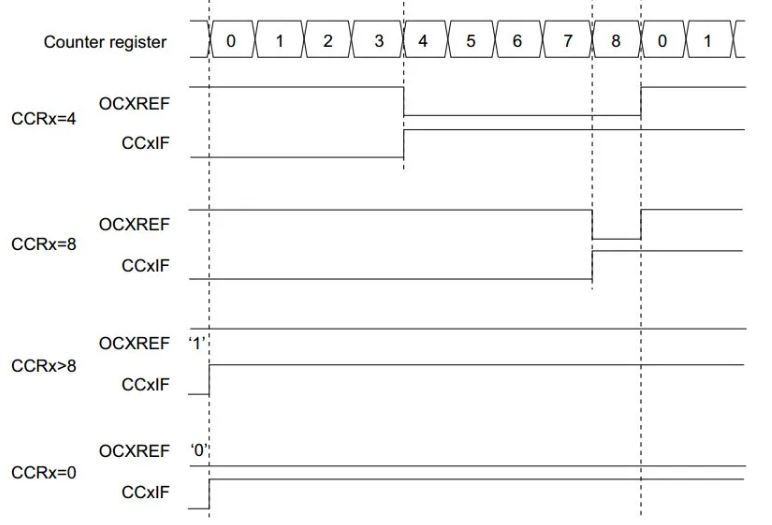 Counter register 0 1 2 3 4 5 6 7 8 0 1
OCXREF
CCRx=4
CCxIF
OCXREF
CCRx=8
CCxIF
OCXREF '1'
CCRx>8
CCxIF
OCXREF '0'
CCRx=0
CCxIF